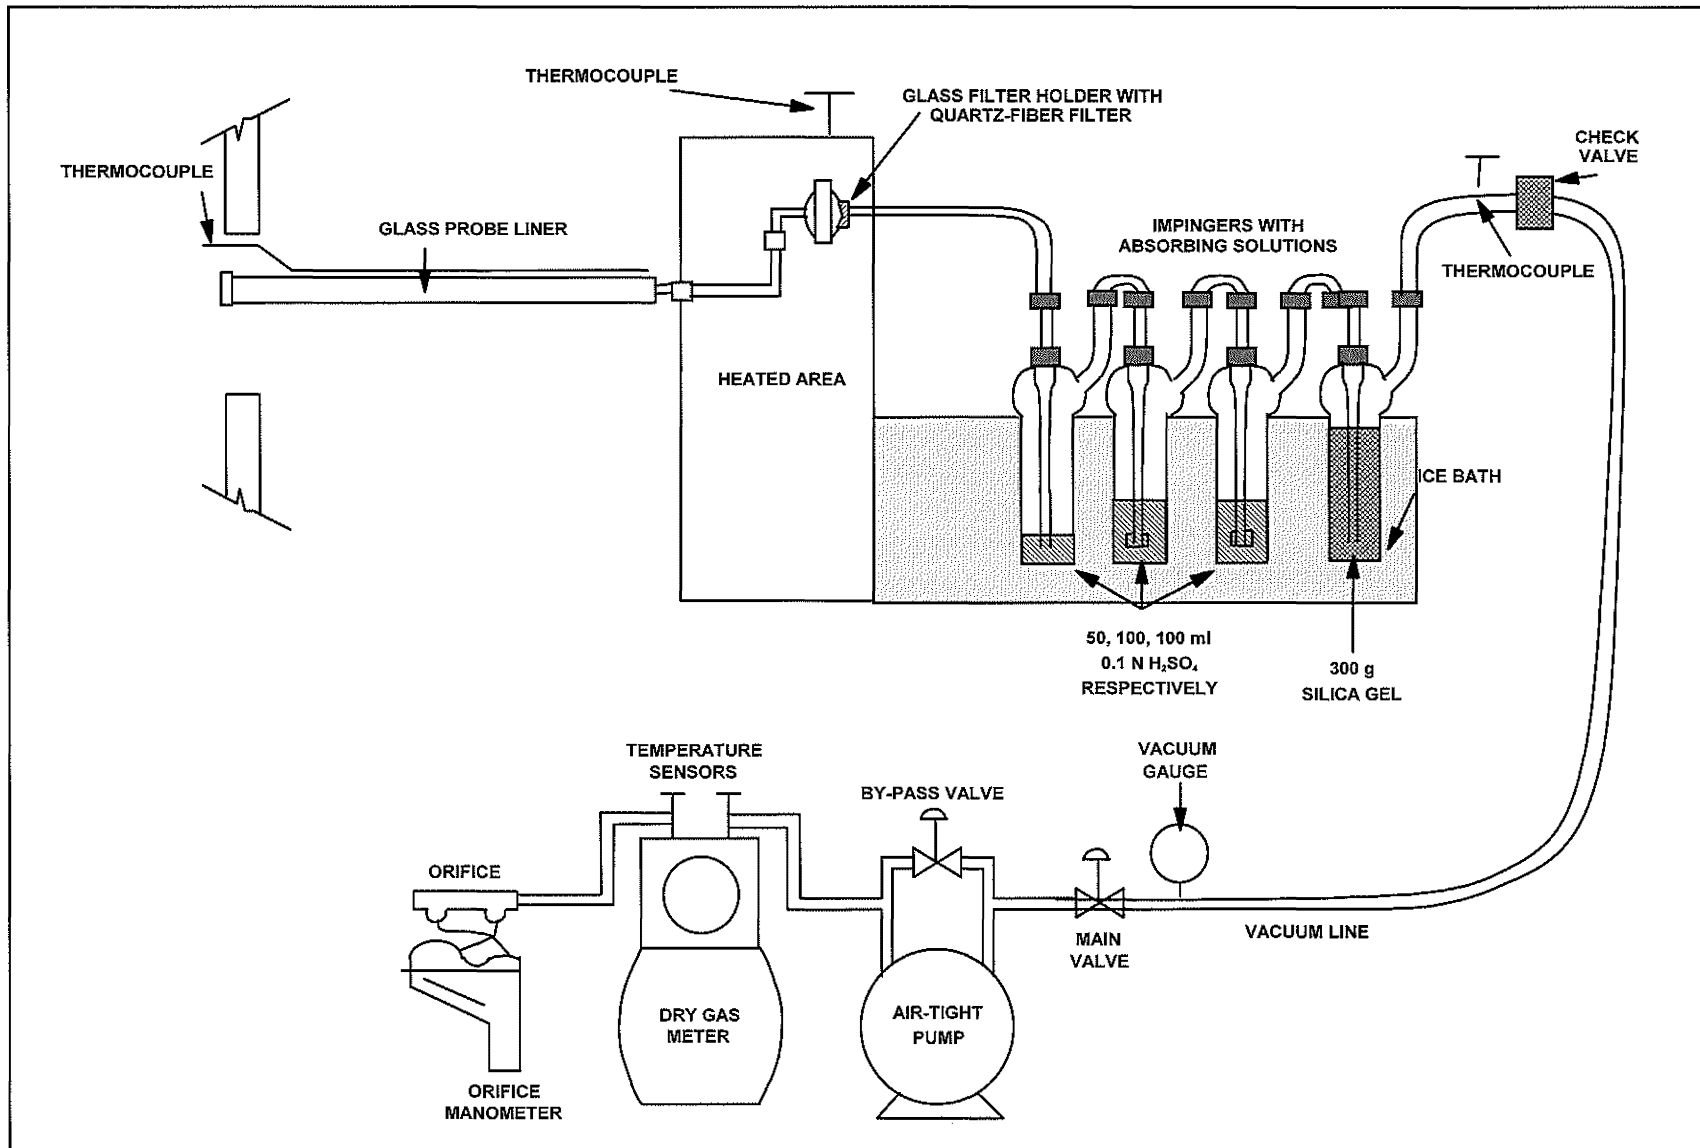 THERMOCOUPLE
GLASS FILTER HOLDER WITH
QUARTZ-FIBER FILTER
CHECK
VALVE
THERMOCOUPLE
GLASS PROBE LINER
IMPINGERS WITH
ABSORBING SOLUTIONS
THERMOCOUPLE
HEATED AREA
ICE BATH
50, 100, 100 ml
0.1 N H₂SO₄
RESPECTIVELY
300 g
SILICA GEL
TEMPERATURE
SENSORS
VACUUM
GAUGE
BY-PASS VALVE
ORIFICE
MAIN
VALVE
VACUUM LINE
DRY GAS
METER
AIR-TIGHT
PUMP
ORIFICE
MANOMETER